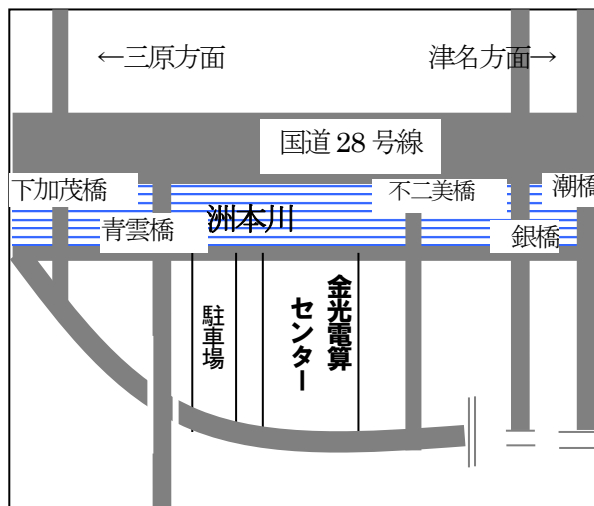 ←三原方面
津名方面→
国道28号線
下加茂橋
不二美橋
潮橋
青雲橋
洲本川
銀橋
駐車場
金光電算
センター